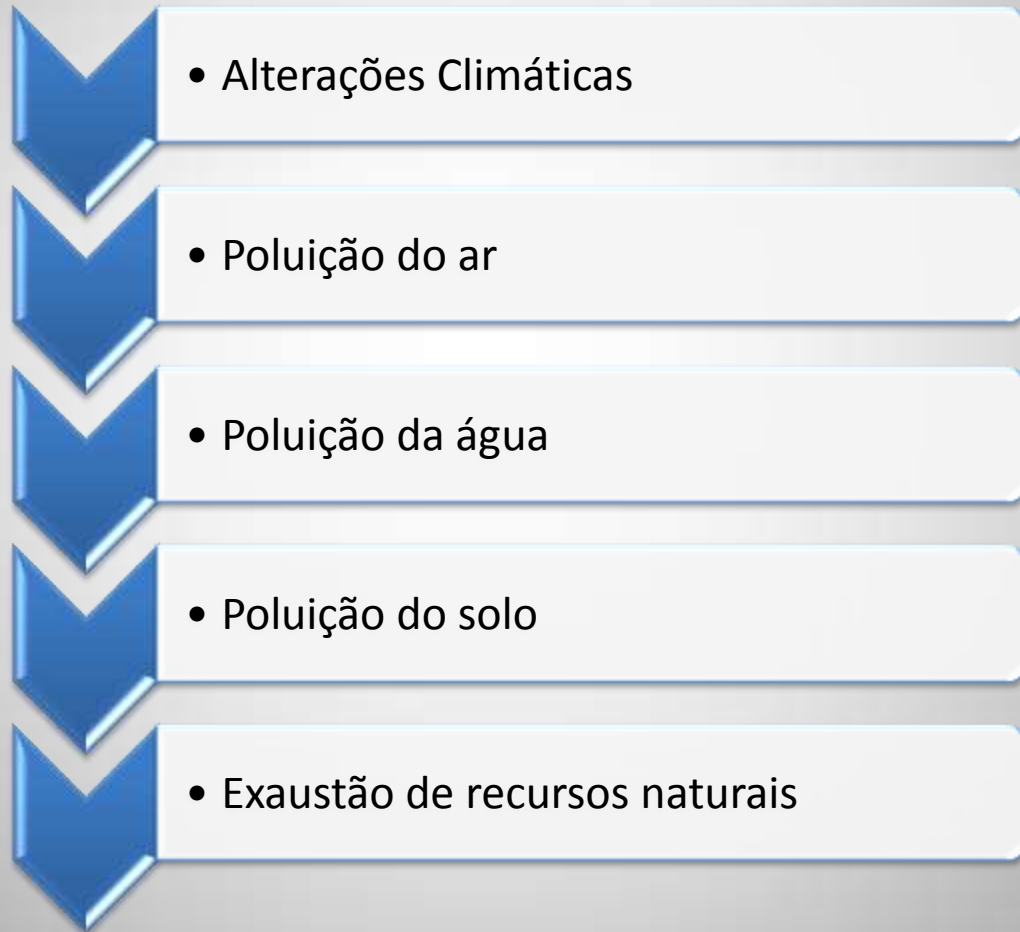 • Alterações Climáticas
• Poluição do ar
• Poluição da água
• Poluição do solo
• Exaustão de recursos naturais